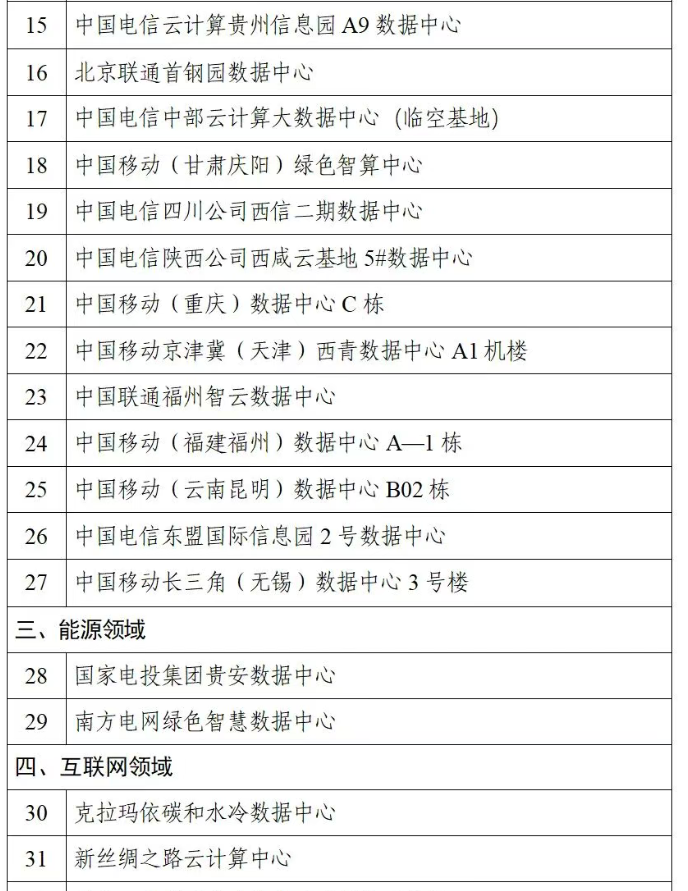 15 中国电信云计算贵州信息园 A9 数据中心
16 北京联通首钢园数据中心
17 中国电信中部云计算大数据中心（临空基地）
18 中国移动（甘肃庆阳）绿色智算中心
19 中国电信四川公司西信二期数据中心
20 中国电信陕西公司西咸云基地 5#数据中心
21 中国移动（重庆）数据中心 C 栋
22 中国移动京津冀（天津）西青数据中心 A1 机楼
23 中国联通福州智云数据中心
24 中国移动（福建福州）数据中心 A—1 栋
25 中国移动（云南昆明）数据中心 B02 栋
26 中国电信东盟国际信息园 2 号数据中心
27 中国移动长三角（无锡）数据中心 3 号楼
三、能源领域
28 国家电投集团贵安数据中心
29 南方电网绿色智慧数据中心
四、互联网领域
30 克拉玛依碳和水冷数据中心
31 新丝绸之路云计算中心